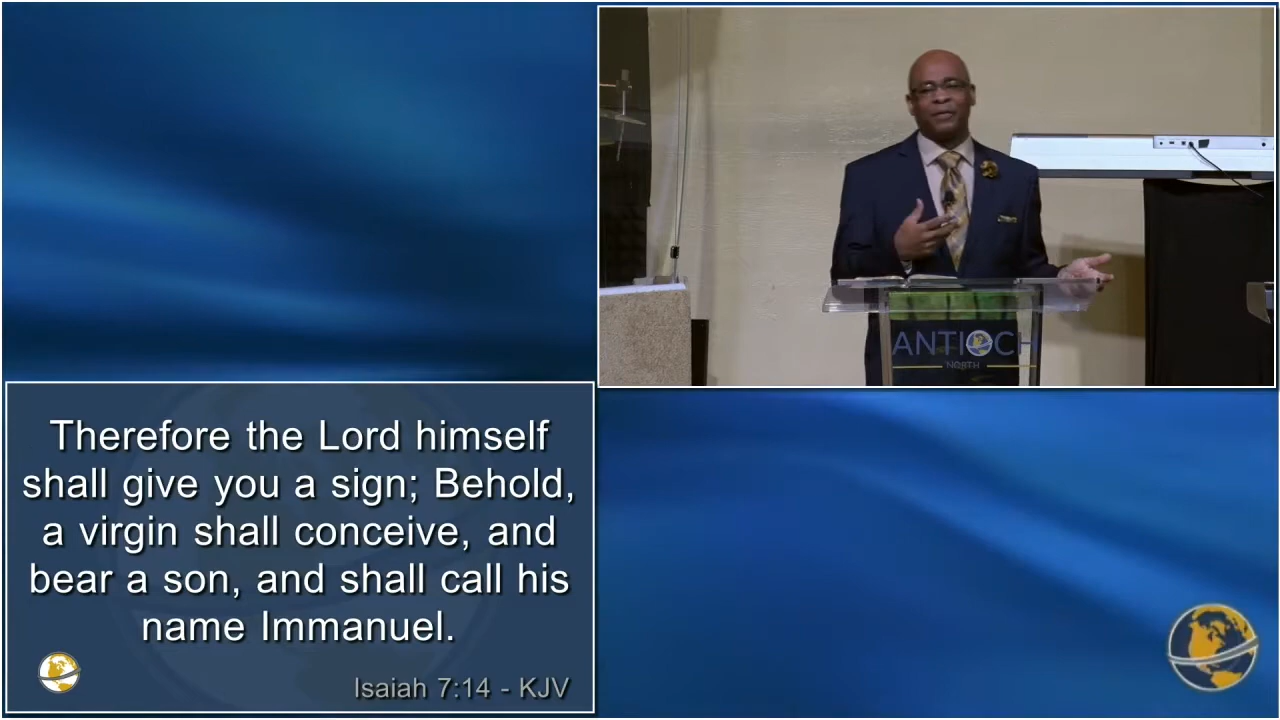 Therefore the Lord himself
shall give you a sign; Behold,
a virgin shall conceive, and
bear a son, and shall call his
name Immanuel.
Isaiah 7:14 - KJV
ANTIOCH
NORTH